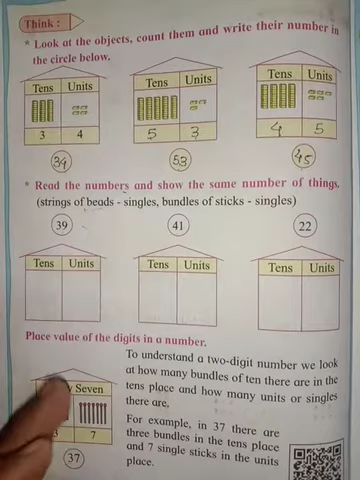 Think :
* Look at the objects, count them and write their number in
the circle below.
Tens Units Tens Units Tens Units
3 4 5 3 4 5
34 53 45
* Read the numbers and show the same number of things.
(strings of beads - singles, bundles of sticks - singles)
39 41 22
Tens Units Tens Units Tens Units
Place value of the digits in a number.
To understand a two-digit number we look
at how many bundles of ten there are in the
tens place and how many units or singles
there are.
Seven
3 7
37
For example, in 37 there are
three bundles in the tens place
and 7 single sticks in the units
place.